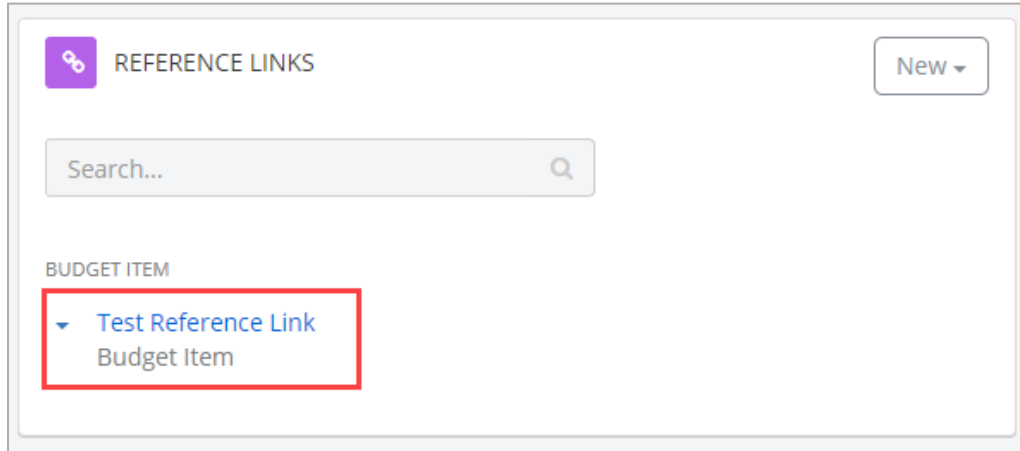 REFERENCE LINKS
New
Search...
BUDGET ITEM
Test Reference Link
Budget Item